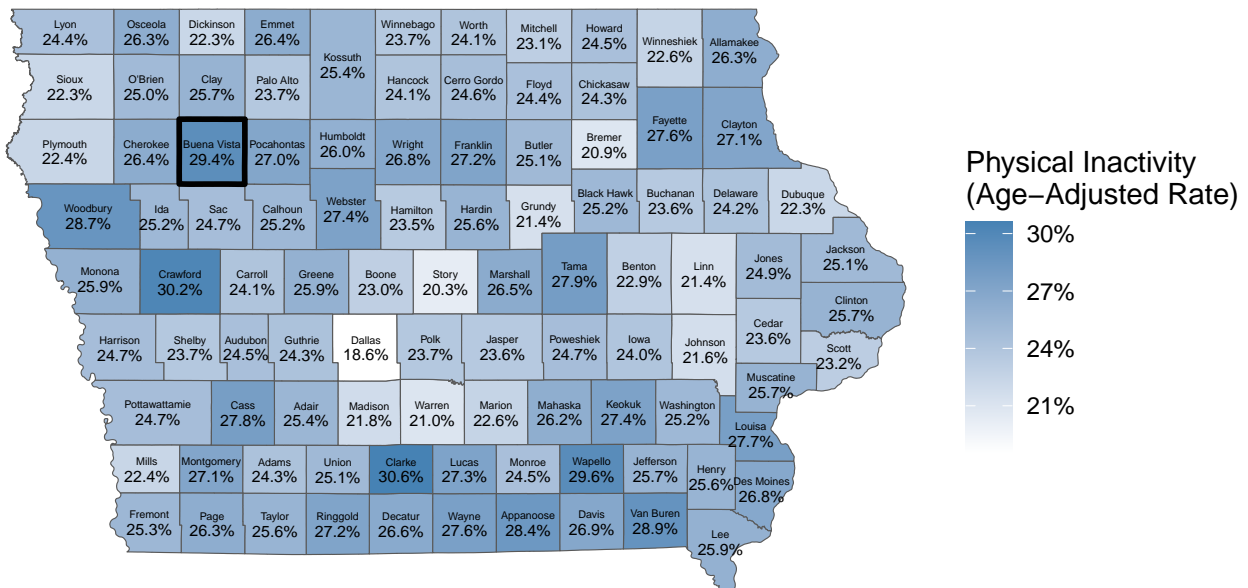 Lyon
24.4%
Osceola
26.3%
Dickinson
22.3%
Emmet
26.4%
Kossuth
25.4%
Winnebago
23.7%
Worth
24.1%
Mitchell
23.1%
Howard
24.5%
Winneshiek
22.6%
Allamakee
26.3%
Sioux
22.3%
O'Brien
25.0%
Clay
25.7%
Palo Alto
23.7%
Hancock
24.1%
Cerro Gordo
24.6%
Floyd
24.4%
Chickasaw
24.3%
Fayette
27.6%
Clayton
27.1%
Plymouth
22.4%
Cherokee
26.4%
Buena Vista
29.4%
Pocahontas
27.0%
Humboldt
26.0%
Wright
26.8%
Franklin
27.2%
Butler
25.1%
Bremer
20.9%
Woodbury
28.7%
Ida
25.2%
Sac
24.7%
Calhoun
25.2%
Webster
27.4%
Hamilton
23.5%
Hardin
25.6%
Grundy
21.4%
Black Hawk
25.2%
Buchanan
23.6%
Delaware
24.2%
Dubuque
22.3%
Monona
25.9%
Crawford
30.2%
Carroll
24.1%
Greene
25.9%
Boone
23.0%
Story
20.3%
Marshall
26.5%
Tama
27.9%
Benton
22.9%
Linn
21.4%
Jones
24.9%
Jackson
25.1%
Clinton
25.7%
Harrison
24.7%
Shelby
23.7%
Audubon
24.5%
Guthrie
24.3%
Dallas
18.6%
Polk
23.7%
Jasper
23.6%
Poweshiek
24.7%
Iowa
24.0%
Johnson
21.6%
Cedar
23.6%
Scott
23.2%
Muscatine
25.7%
Pottawattamie
24.7%
Cass
27.8%
Adair
25.4%
Madison
21.8%
Warren
21.0%
Marion
22.6%
Mahaska
26.2%
Keokuk
27.4%
Washington
25.2%
Louisa
27.7%
Mills
22.4%
Montgomery
27.1%
Adams
24.3%
Union
25.1%
Clarke
30.6%
Lucas
27.3%
Monroe
24.5%
Wapello
29.6%
Jefferson
25.7%
Henry
25.6%
Des Moines
26.8%
Fremont
25.3%
Page
26.3%
Taylor
25.6%
Ringgold
27.2%
Decatur
26.6%
Wayne
27.6%
Appanoose
28.4%
Davis
26.9%
Van Buren
28.9%
Lee
25.9%
Physical Inactivity
(Age−Adjusted Rate)
30%
27%
24%
21%